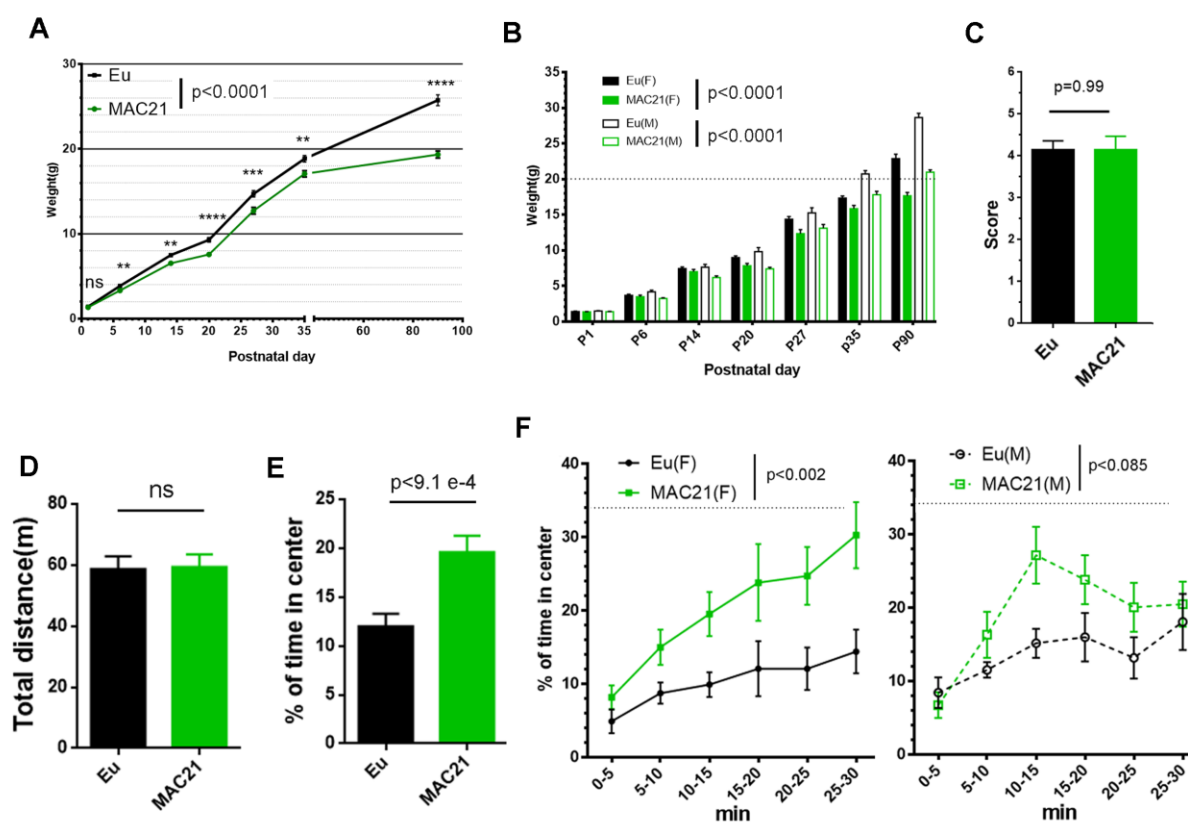 A
Eu
MAC21
p<0.0001
ns
**
**
****
***
**
****
30
20
10
0
Weight(g)
0
5
10
15
20
25
30
35
60
80
100
Postnatal day
B
Eu(F)
MAC21(F)
p<0.0001
Eu(M)
MAC21(M)
p<0.0001
35
30
25
20
15
10
5
0
Weight(g)
P1
P6
P14
P20
P27
p35
P90
Postnatal day
C
p=0.99
6
5
4
3
2
1
0
Score
Eu
MAC21
D
ns
80
60
40
20
0
Total distance(m)
Eu
MAC21
E
p<9.1 e-4
25
20
15
10
5
0
% of time in center
Eu
MAC21
F
Eu(F)
MAC21(F)
p<0.002
40
30
20
10
0
% of time in center
0-5
5-10
10-15
15-20
20-25
25-30
min
Eu(M)
MAC21(M)
p<0.085
40
30
20
10
0
0-5
5-10
10-15
15-20
20-25
25-30
min